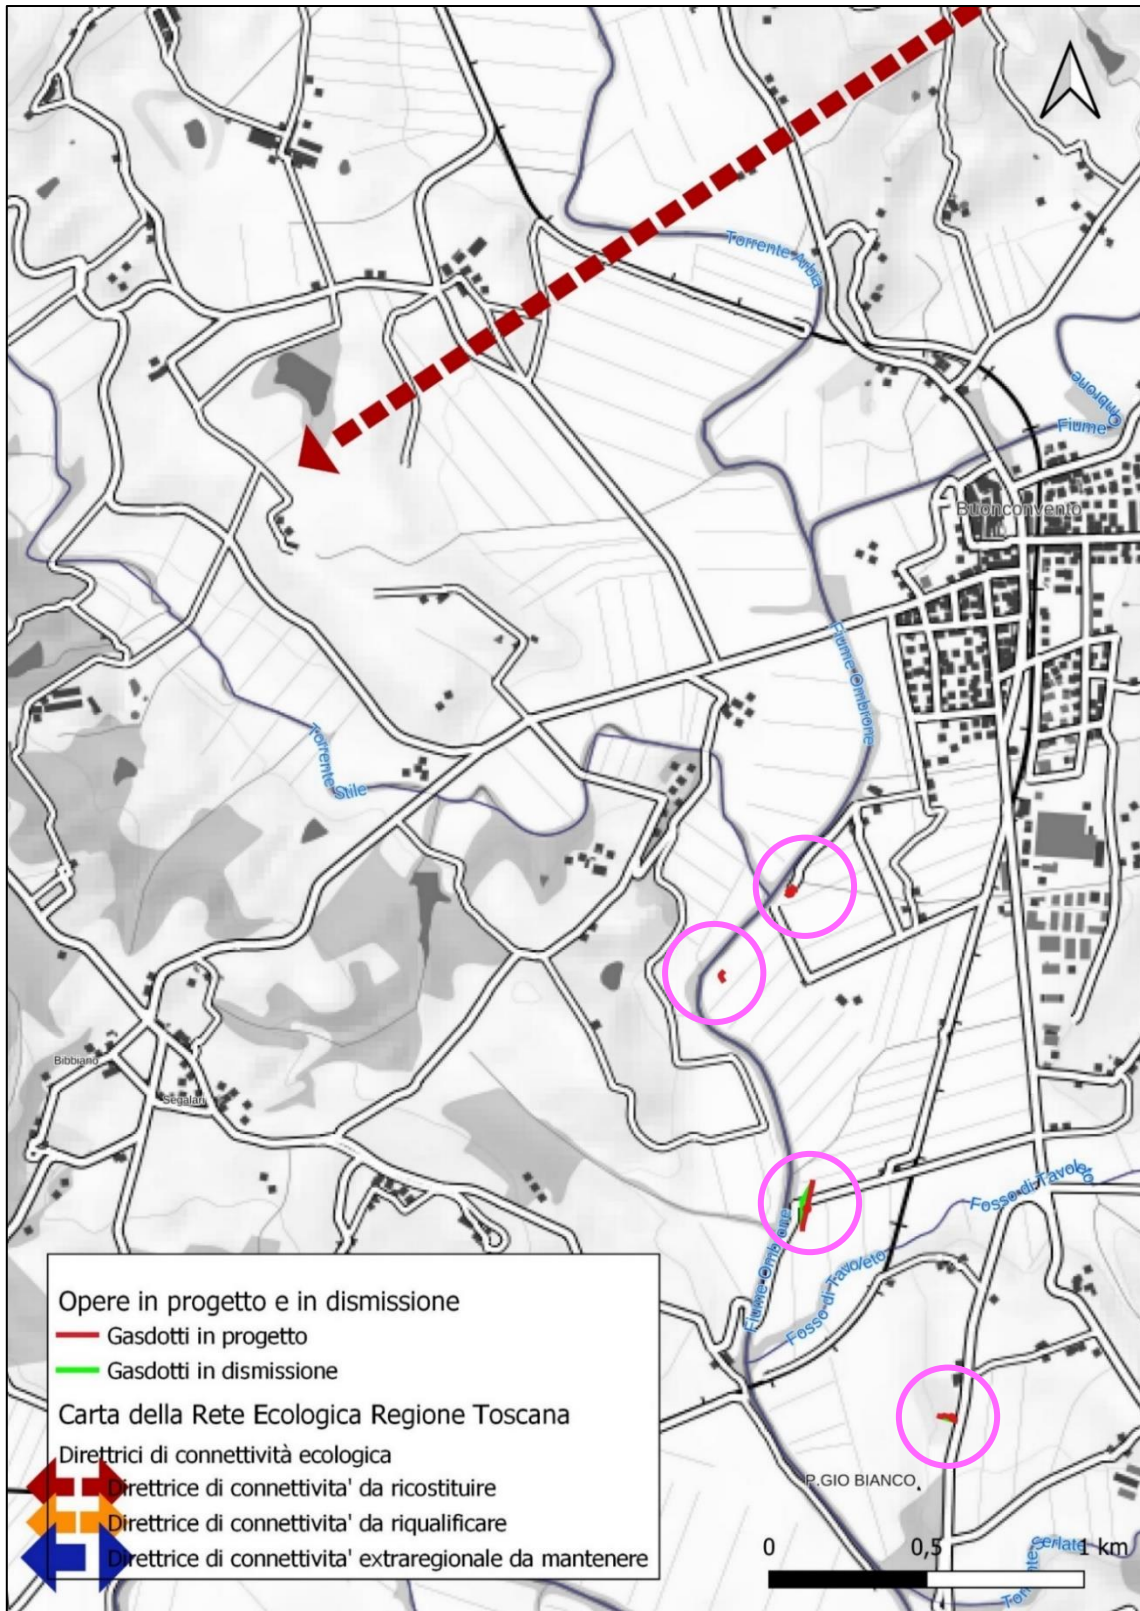 Torrente Arbia
Fiume Ombrone
Buonconvento
Fiume Ombrone
Torrente Stile
Bibbiano
Segalari
Fosso di Tavoleto
Fiume Ombrone
Fosso di Tavoleto
P.GIO BIANCO
Torrente Serlate
Opere in progetto e in dismissione
Gasdotti in progetto
Gasdotti in dismissione
Carta della Rete Ecologica Regione Toscana
Direttrici di connettività ecologica
Direttrice di connettivita' da ricostituire
Direttrice di connettivita' da riqualificare
Direttrice di connettivita' extraregionale da mantenere
0 0,5 1 km